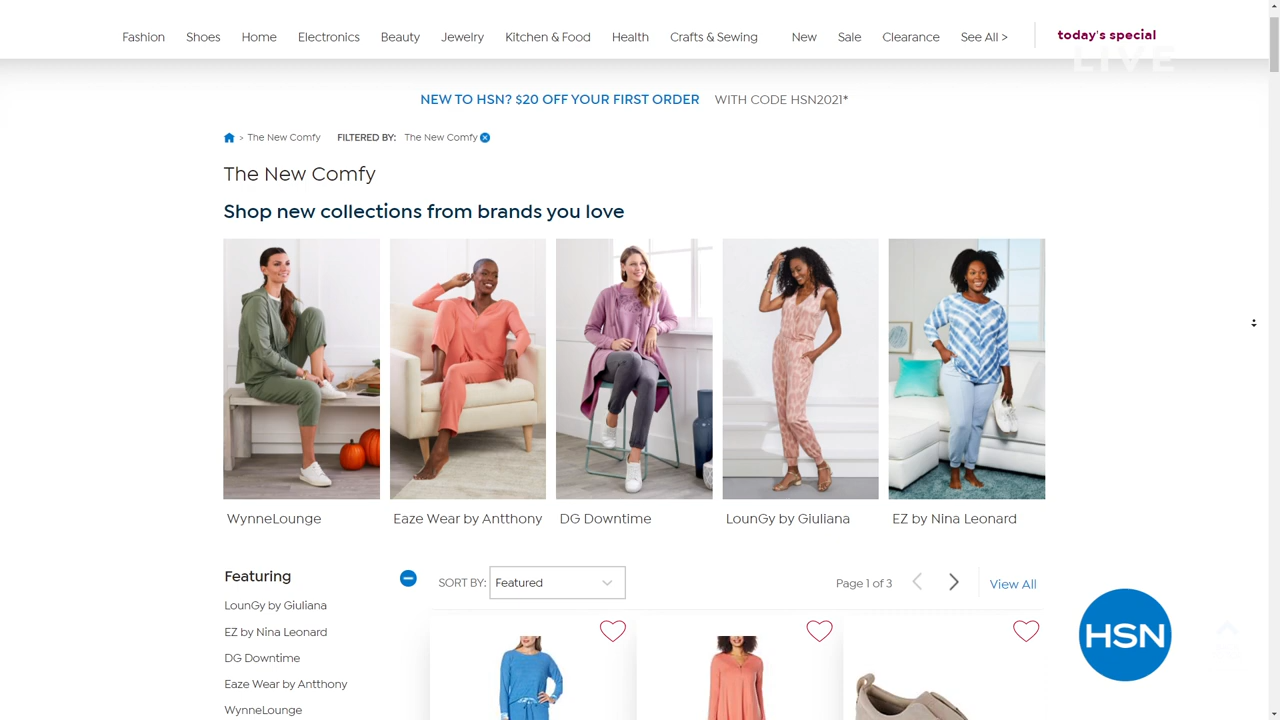 Fashion Shoes Home Electronics Beauty Jewelry Kitchen & Food Health Crafts & Sewing New Sale Clearance See All > today's special
LIVE
NEW TO HSN? $20 OFF YOUR FIRST ORDER WITH CODE HSN2021*
> The New Comfy FILTERED BY: The New Comfy
The New Comfy
Shop new collections from brands you love
WynneLounge Eaze Wear by Antthony DG Downtime LounGy by Giuliana EZ by Nina Leonard
Featuring
SORT BY: Featured Page 1 of 3 View All
LounGy by Giuliana
EZ by Nina Leonard
DG Downtime
Eaze Wear by Antthony
WynneLounge
HSN